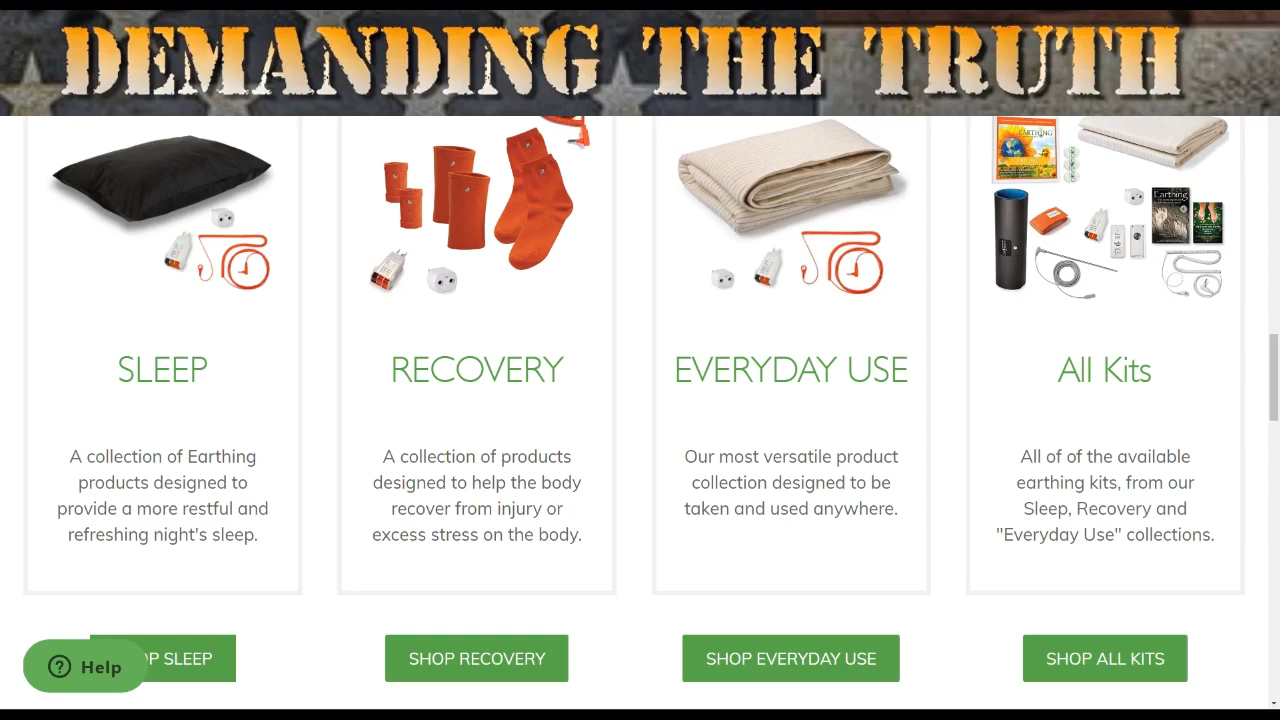 DEMANDING THE TRUTH
EARTHING
Earthing
SLEEP
RECOVERY
EVERYDAY USE
All Kits
A collection of Earthing
products designed to
provide a more restful and
refreshing night's sleep.
A collection of products
designed to help the body
recover from injury or
excess stress on the body.
Our most versatile product
collection designed to be
taken and used anywhere.
All of of the available
earthing kits, from our
Sleep, Recovery and
"Everyday Use" collections.
Help
OP SLEEP
SHOP RECOVERY
SHOP EVERYDAY USE
SHOP ALL KITS